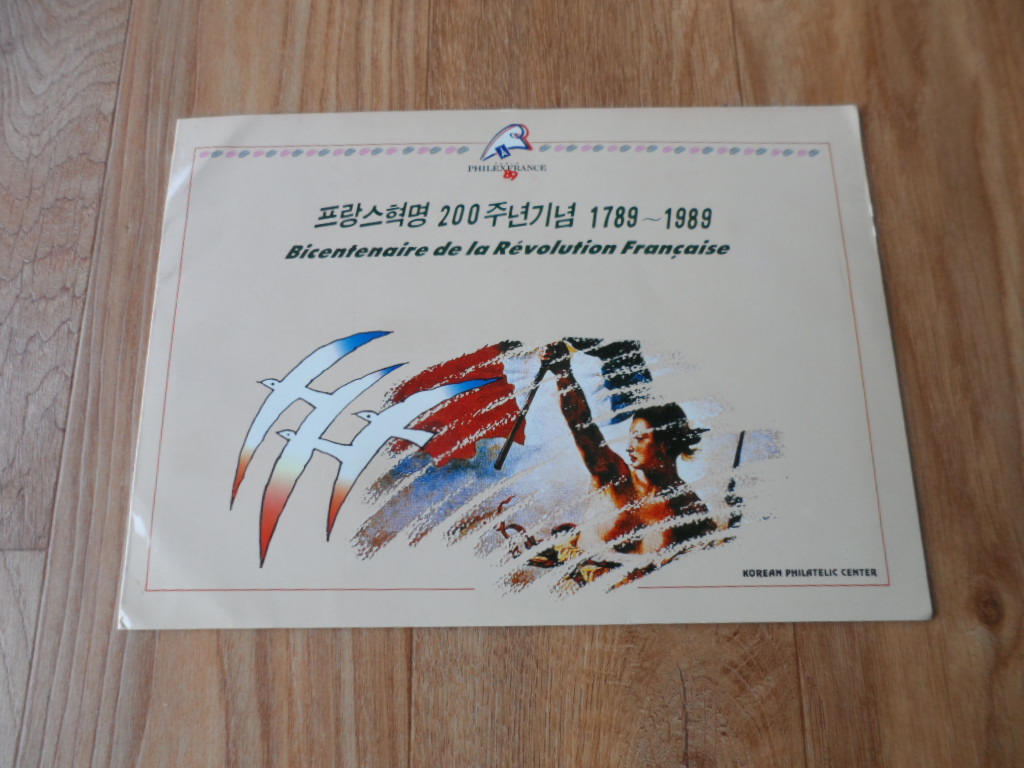 PHILEXFRANCE
89
프랑스혁명 200주년기념 1789~1989
Bicentenaire de la Révolution Française
KOREAN PHILATELIC CENTER